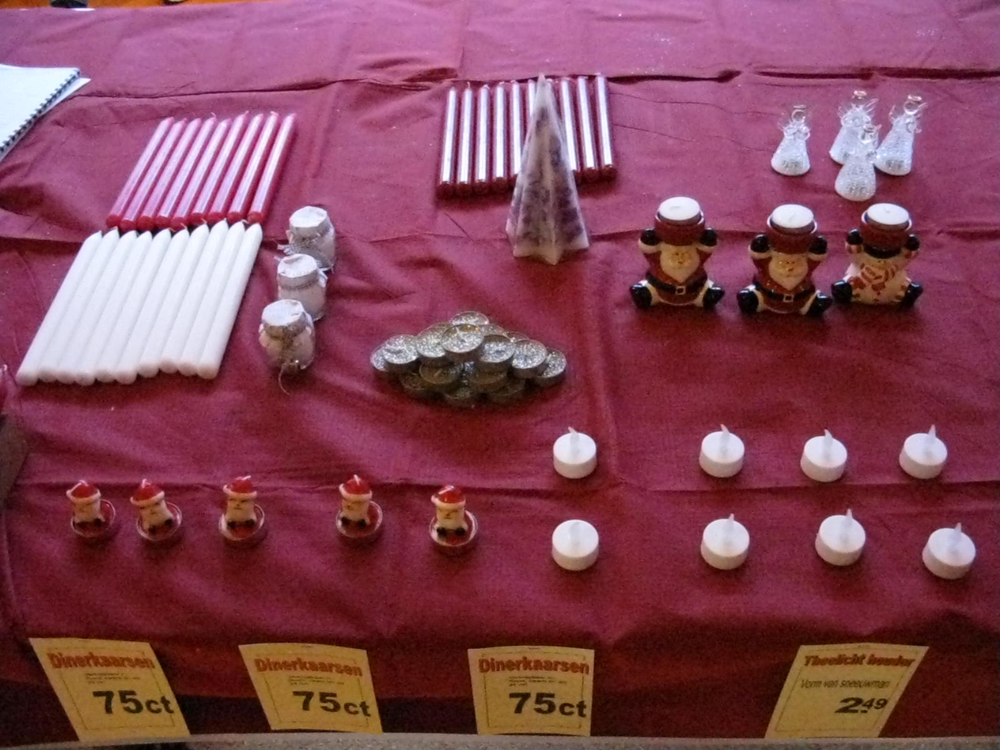 Dinerkaarsen
75ct
Dinerkaarsen
75ct
Dinerkaarsen
75ct
Theelicht houder
Vorm van sneeuwman
2.49